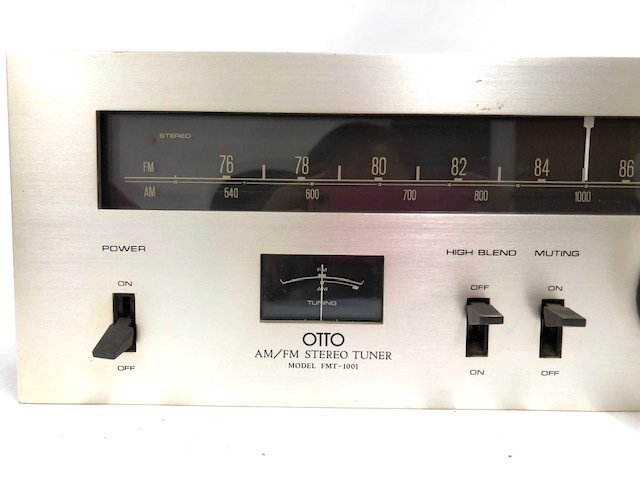 STEREO
FM 76 78 80 82 84 86
AM 540 600 700 800 1000
POWER
ON
OFF
FM
AM
TUNING
OTTO
AM/FM STEREO TUNER
MODEL FMT-1001
HIGH BLEND MUTING
OFF ON
ON OFF